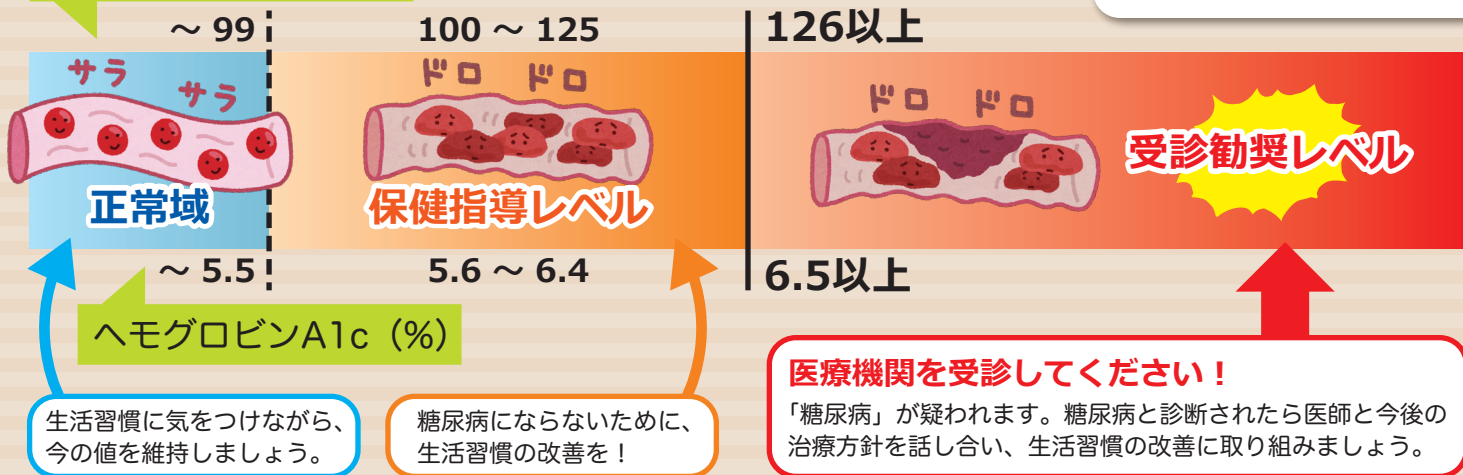 ~ 99
100 ~ 125
126以上
サラ
サラ
ドロ ドロ
ドロ ドロ
正常域
保健指導レベル
受診勧奨レベル
~ 5.5
5.6 ~ 6.4
6.5以上
ヘモグロビンA1c（%）
生活習慣に気をつけながら、
今の値を維持しましょう。
糖尿病にならないために、
生活習慣の改善を！
医療機関を受診してください！
「糖尿病」が疑われます。糖尿病と診断されたら医師と今後の
治療方針を話し合い、生活習慣の改善に取り組みましょう。